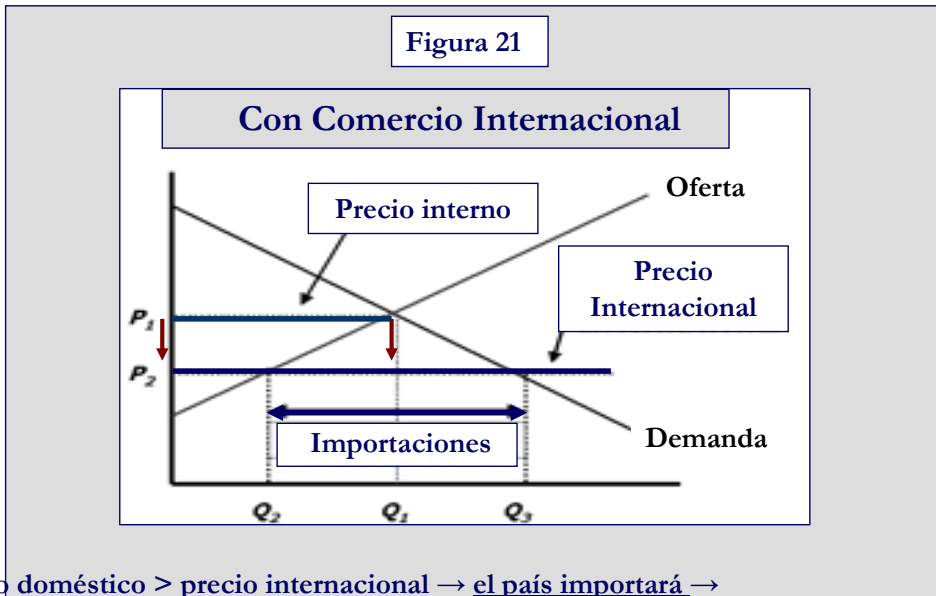 Figura 21
Con Comercio Internacional
Oferta
Precio interno
Precio
Internacional
P1
P2
Importaciones
Demanda
Q2
Q1
Q3
doméstico > precio internacional → el país importará →